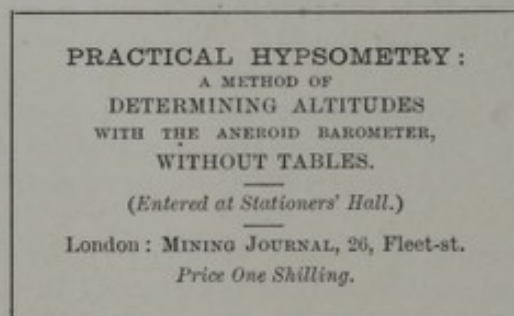 PRACTICAL HYPSOMETRY:
A METHOD OF
DETERMINING ALTITUDES
WITH THE ANEROID BAROMETER,
WITHOUT TABLES.
(Entered at Stationers' Hall.)
London: MINING JOURNAL, 26, Fleet-st.
Price One Shilling.